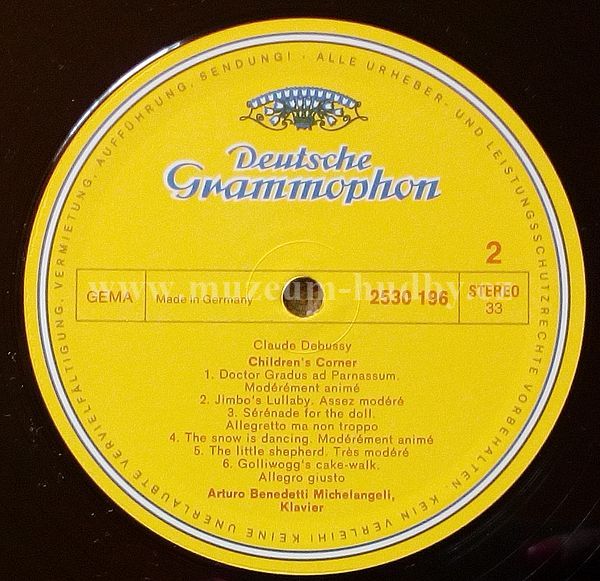 VERVIELFÄLTIGUNG, VERMIETUNG, AUFFÜHRUNG, SENDUNG! · ALLE URHEBER- UND LEISTUNGSSCHUTZRECHTE VORBEHALTEN · KEIN VERLEIH! KEINE UNERLAUBTE
Deutsche
Grammophon
2
GEMA
Made in Germany
2530 196
STEREO
33
www.muzeum-hudby.
Claude Debussy
Children's Corner
1. Doctor Gradus ad Parnassum.
Modérément animé
2. Jimbo's Lullaby. Assez modéré
3. Sérénade for the doll.
Allegretto ma non troppo
4. The snow is dancing. Modérément animé
5. The little shepherd. Très modéré
6. Golliwogg's cake-walk.
Allegro giusto
Arturo Benedetti Michelangeli,
Klavier